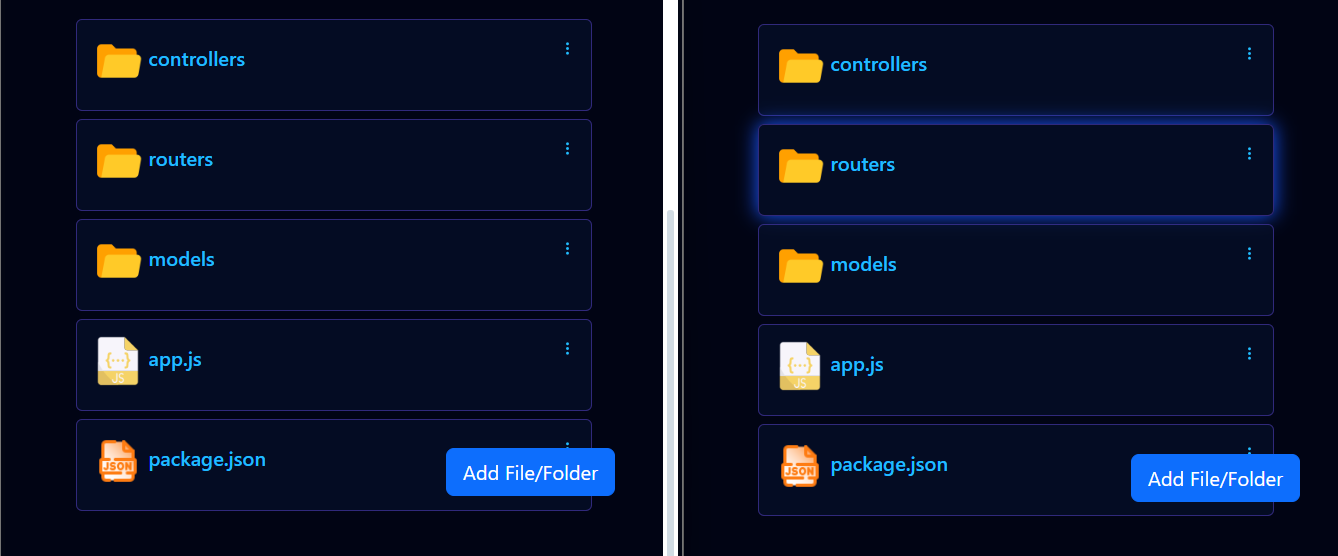 controllers
routers
models
{···}
JS
app.js
JSON
package.json
Add File/Folder
controllers
routers
models
{···}
JS
app.js
JSON
package.json
Add File/Folder